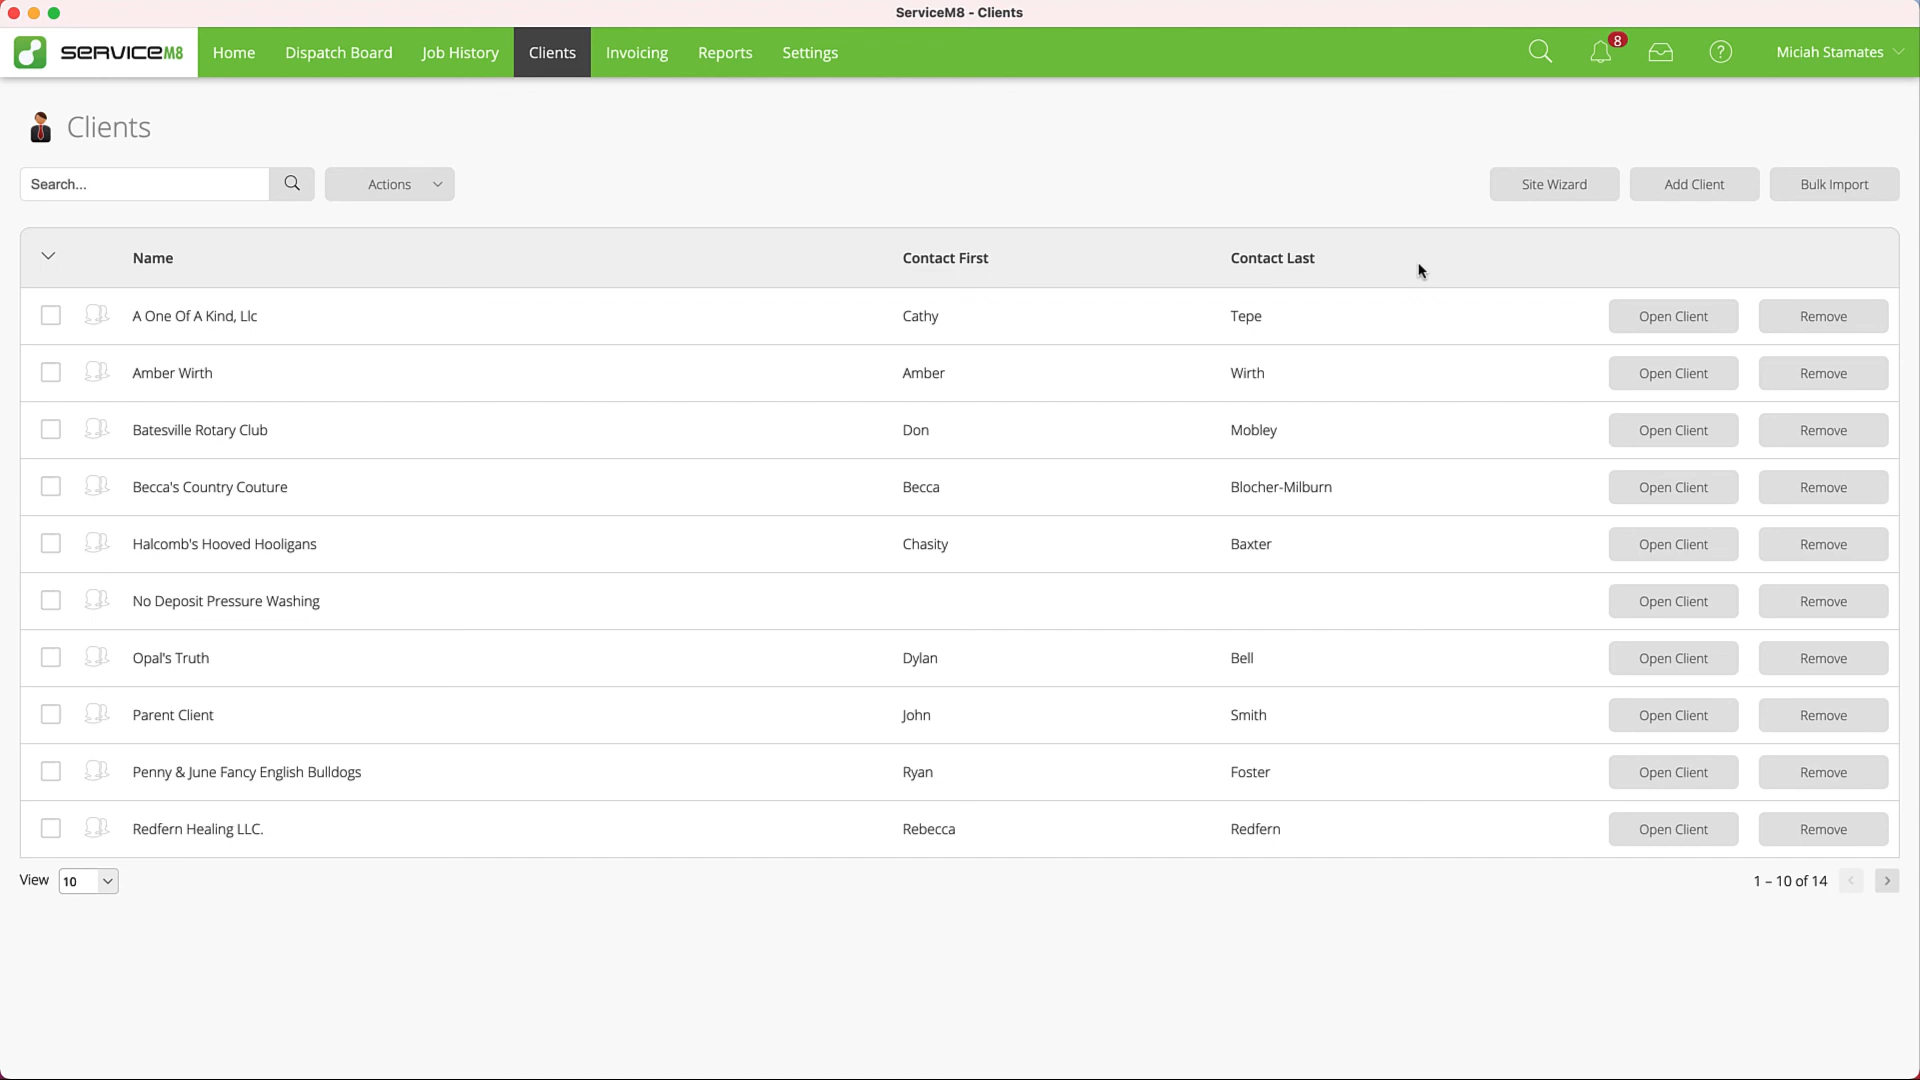 ServiceM8 - Clients
SERVICEM8 Home Dispatch Board Job History Clients Invoicing Reports Settings 8 ? Miciah Stamates
Clients
Search... Actions Site Wizard Add Client Bulk Import
Name Contact First Contact Last
A One Of A Kind, Llc Cathy Tepe Open Client Remove
Amber Wirth Amber Wirth Open Client Remove
Batesville Rotary Club Don Mobley Open Client Remove
Becca's Country Couture Becca Blocher-Milburn Open Client Remove
Halcomb's Hooved Hooligans Chasity Baxter Open Client Remove
No Deposit Pressure Washing Open Client Remove
Opal's Truth Dylan Bell Open Client Remove
Parent Client John Smith Open Client Remove
Penny & June Fancy English Bulldogs Ryan Foster Open Client Remove
Redfern Healing LLC. Rebecca Redfern Open Client Remove
View 10 1 – 10 of 14